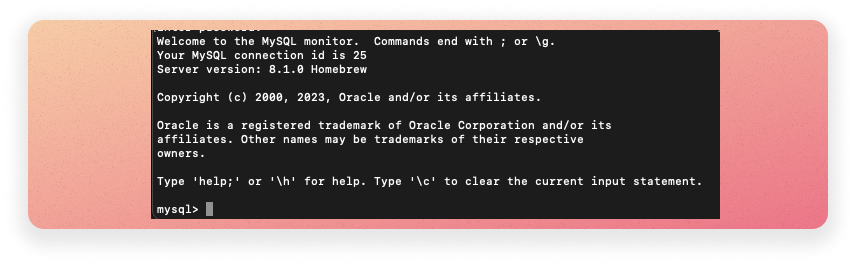 Welcome to the MySQL monitor.  Commands end with ; or \g.
Your MySQL connection id is 25
Server version: 8.1.0 Homebrew
Copyright (c) 2000, 2023, Oracle and/or its affiliates.
Oracle is a registered trademark of Oracle Corporation and/or its
affiliates. Other names may be trademarks of their respective
owners.
Type 'help;' or '\h' for help. Type '\c' to clear the current input statement.
mysql>